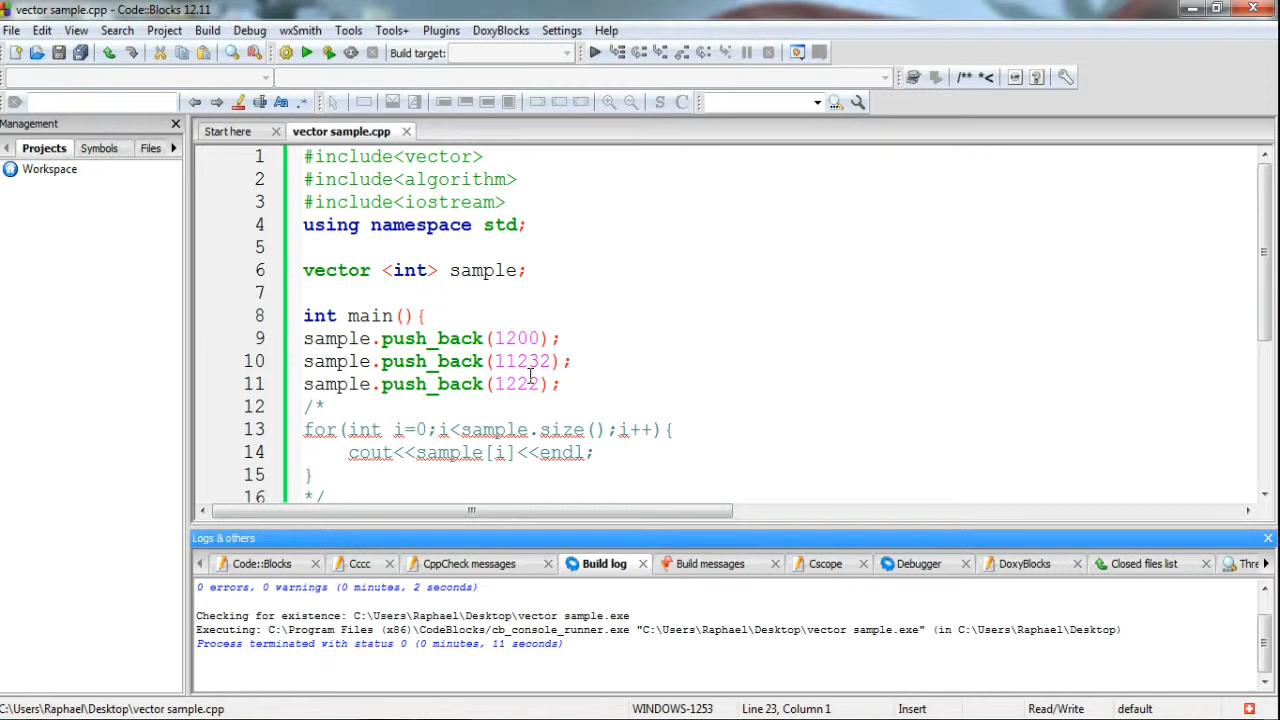 vector sample.cpp - Code::Blocks 12.11
File Edit View Search Project Build Debug wxSmith Tools Tools+ Plugins DoxyBlocks Settings Help
Build target:
/** *<
S C
Management
Start here vector sample.cpp
Projects Symbols Files
Workspace
1 #include<vector>
2 #include<algorithm>
3 #include<iostream>
4 using namespace std;
5
6 vector <int> sample;
7
8 int main(){
9 sample.push_back(1200);
10 sample.push_back(11232);
11 sample.push_back(1222);
12 /*
13 for(int i=0;i<sample.size();i++){
14 cout<<sample[i]<<endl;
15 }
16 */
Logs & others
Code::Blocks Cccc CppCheck messages Build log Build messages Cscope Debugger DoxyBlocks Closed files list Thre
0 errors, 0 warnings (0 minutes, 2 seconds)
Checking for existence: C:\Users\Raphael\Desktop\vector sample.exe
Executing: C:\Program Files (x86)\CodeBlocks/cb_console_runner.exe "C:\Users\Raphael\Desktop\vector sample.exe" (in C:\Users\Raphael\Desktop)
Process terminated with status 0 (0 minutes, 11 seconds)
C:\Users\Raphael\Desktop\vector sample.cpp WINDOWS-1253 Line 23, Column 1 Insert Read/Write default